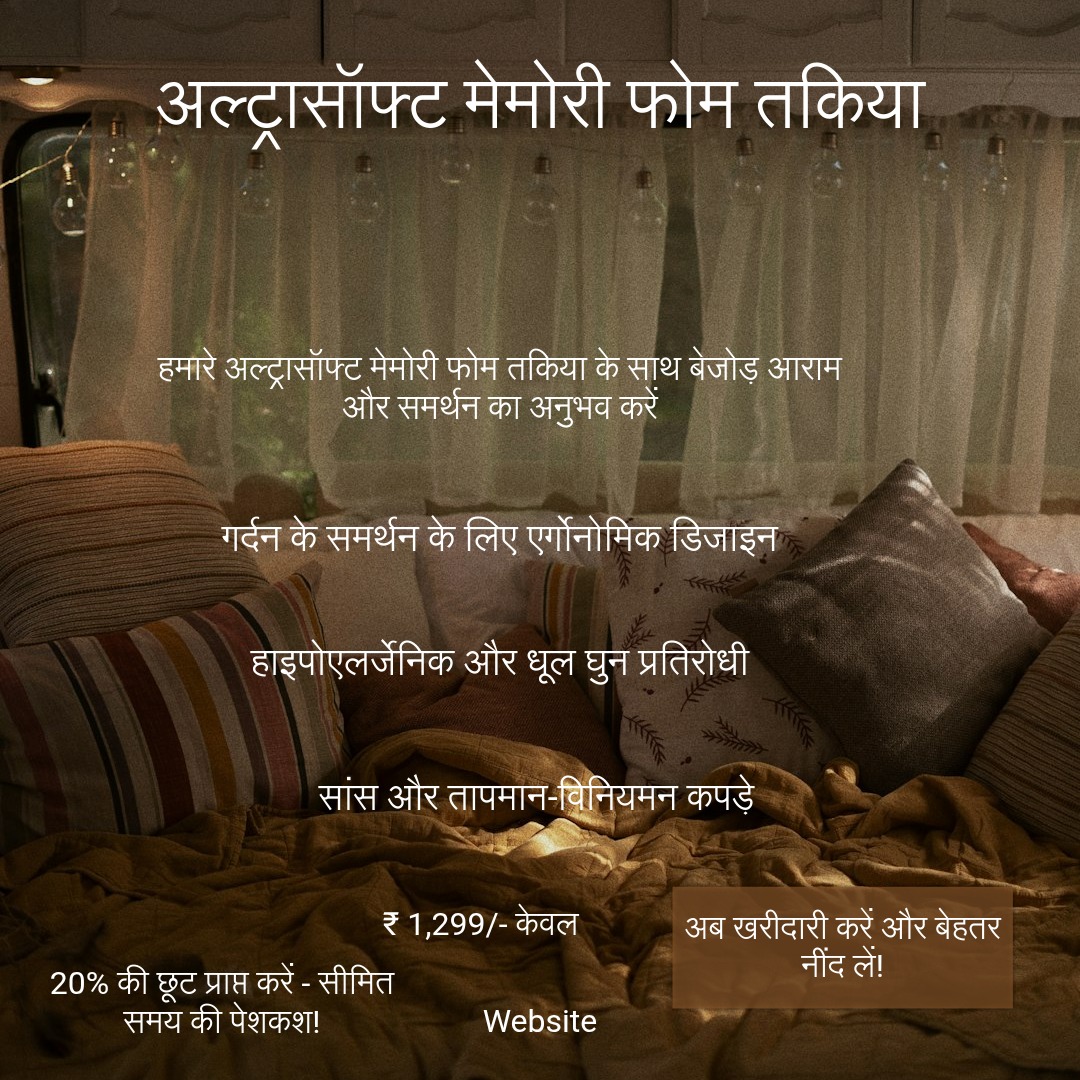 अल्ट्रासॉफ्ट मेमोरी फोम तकिया
हमारे अल्ट्रासॉफ्ट मेमोरी फोम तकिया के साथ बेजोड़ आराम
और समर्थन का अनुभव करें
गर्दन के समर्थन के लिए एर्गोनोमिक डिजाइन
हाइपोएलर्जेनिक और धूल घुन प्रतिरोधी
सांस और तापमान-विनियमन कपड़े
₹ 1,299/- केवल
अब खरीदारी करें और बेहतर
नींद लें!
20% की छूट प्राप्त करें - सीमित
समय की पेशकश!
Website